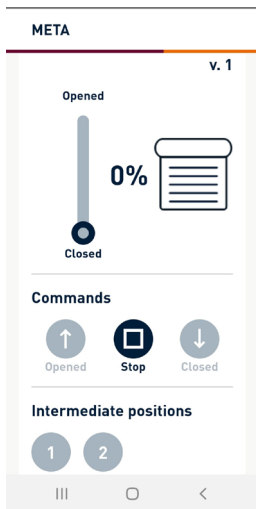 META
v. 1
Opened
0%
Closed
Commands
Opened Stop Closed
Intermediate positions
1 2